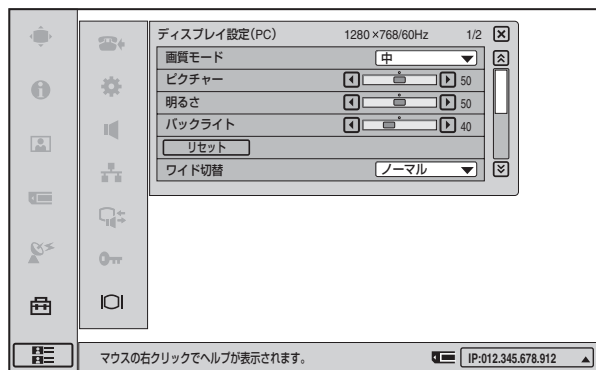 ディスプレイ設定(PC) 1280×768/60Hz 1/2
画質モード 中
ピクチャー 50
明るさ 50
バックライト 40
リセット
ワイド切替 ノーマル
マウスの右クリックでヘルプが表示されます。 IP:012.345.678.912